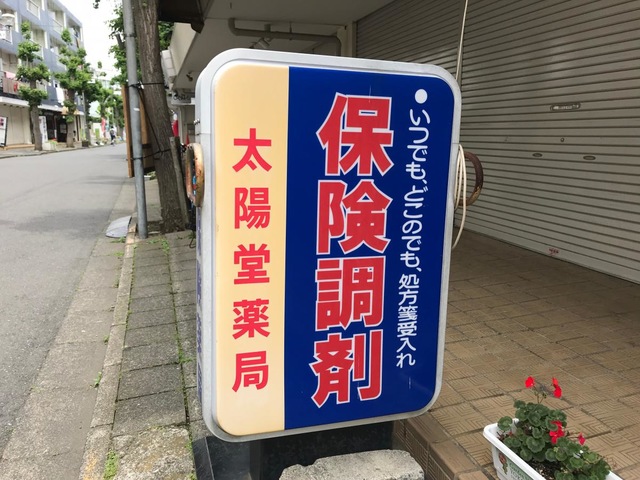 ●いつでも、どこのでも、処方箋受入れ
保険調剤
太陽堂薬局